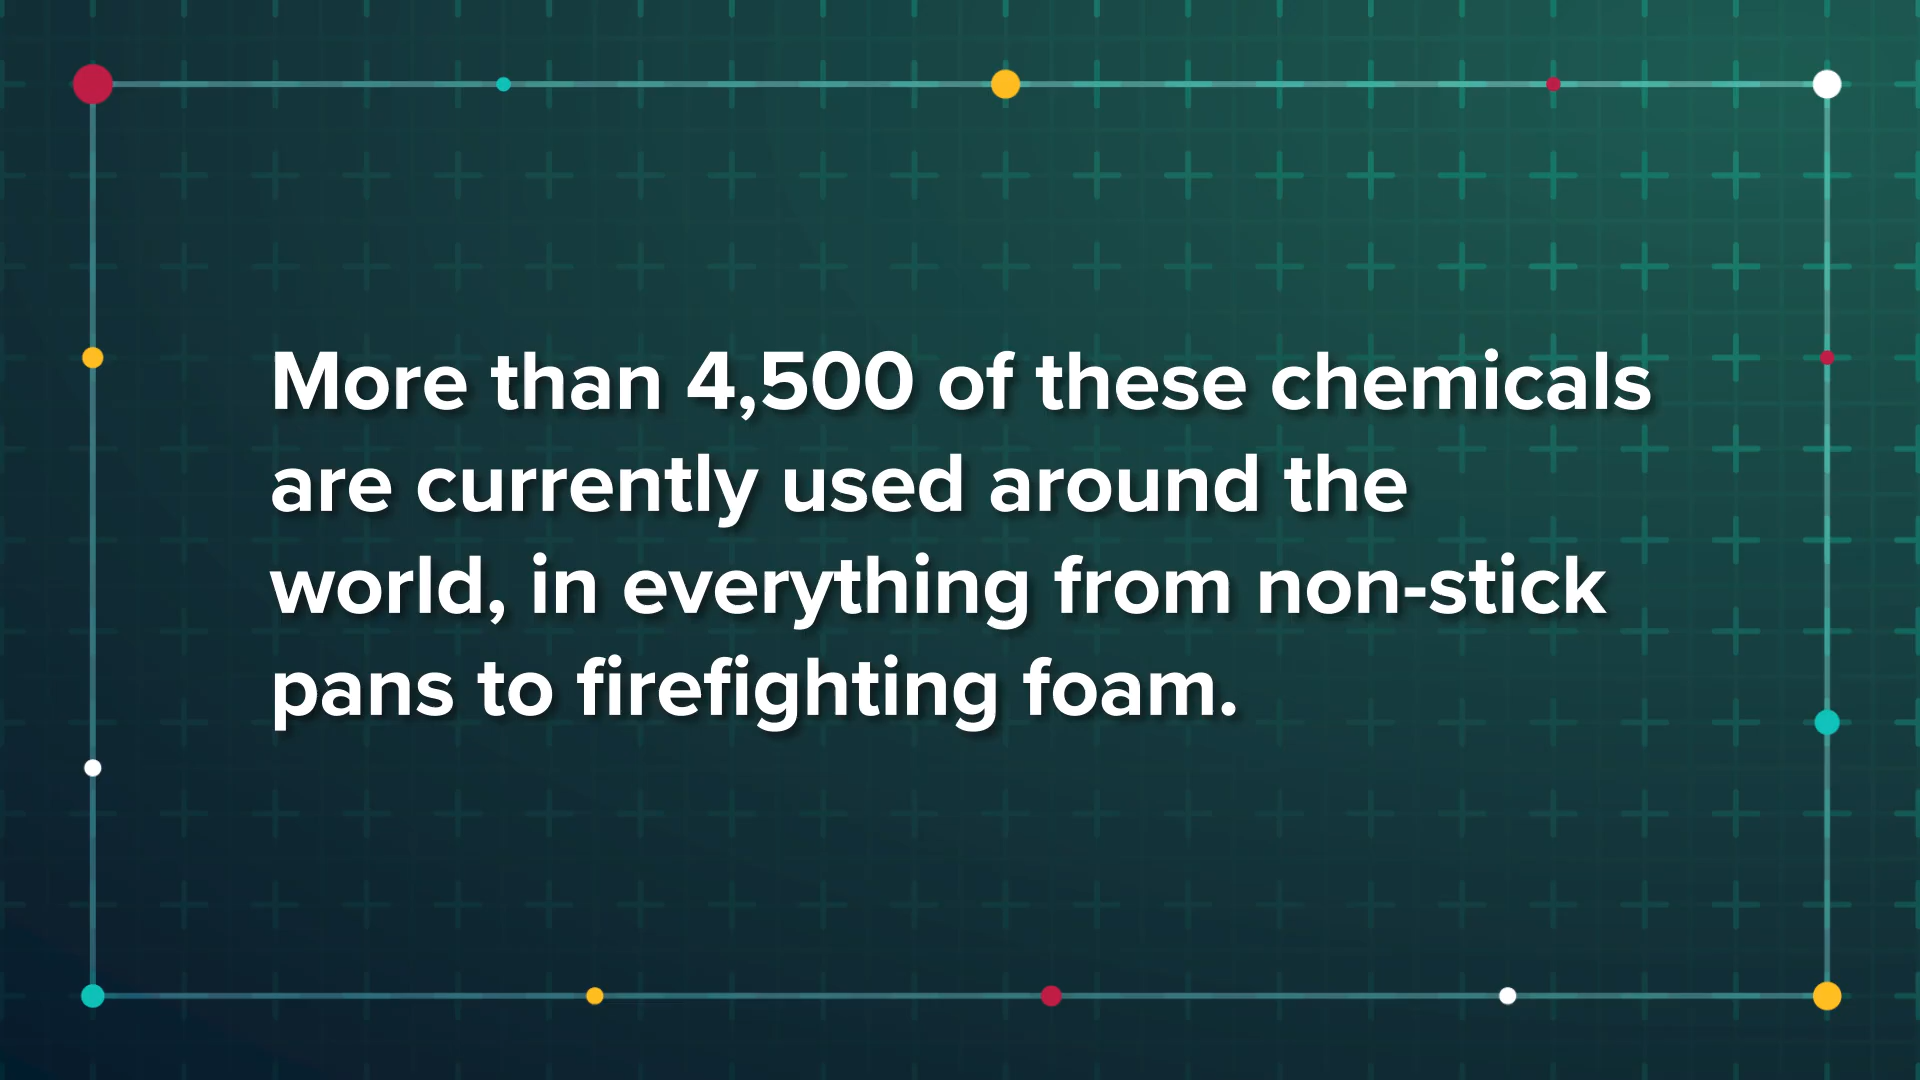 More than 4,500 of these chemicals
are currently used around the
world, in everything from non-stick
pans to firefighting foam.